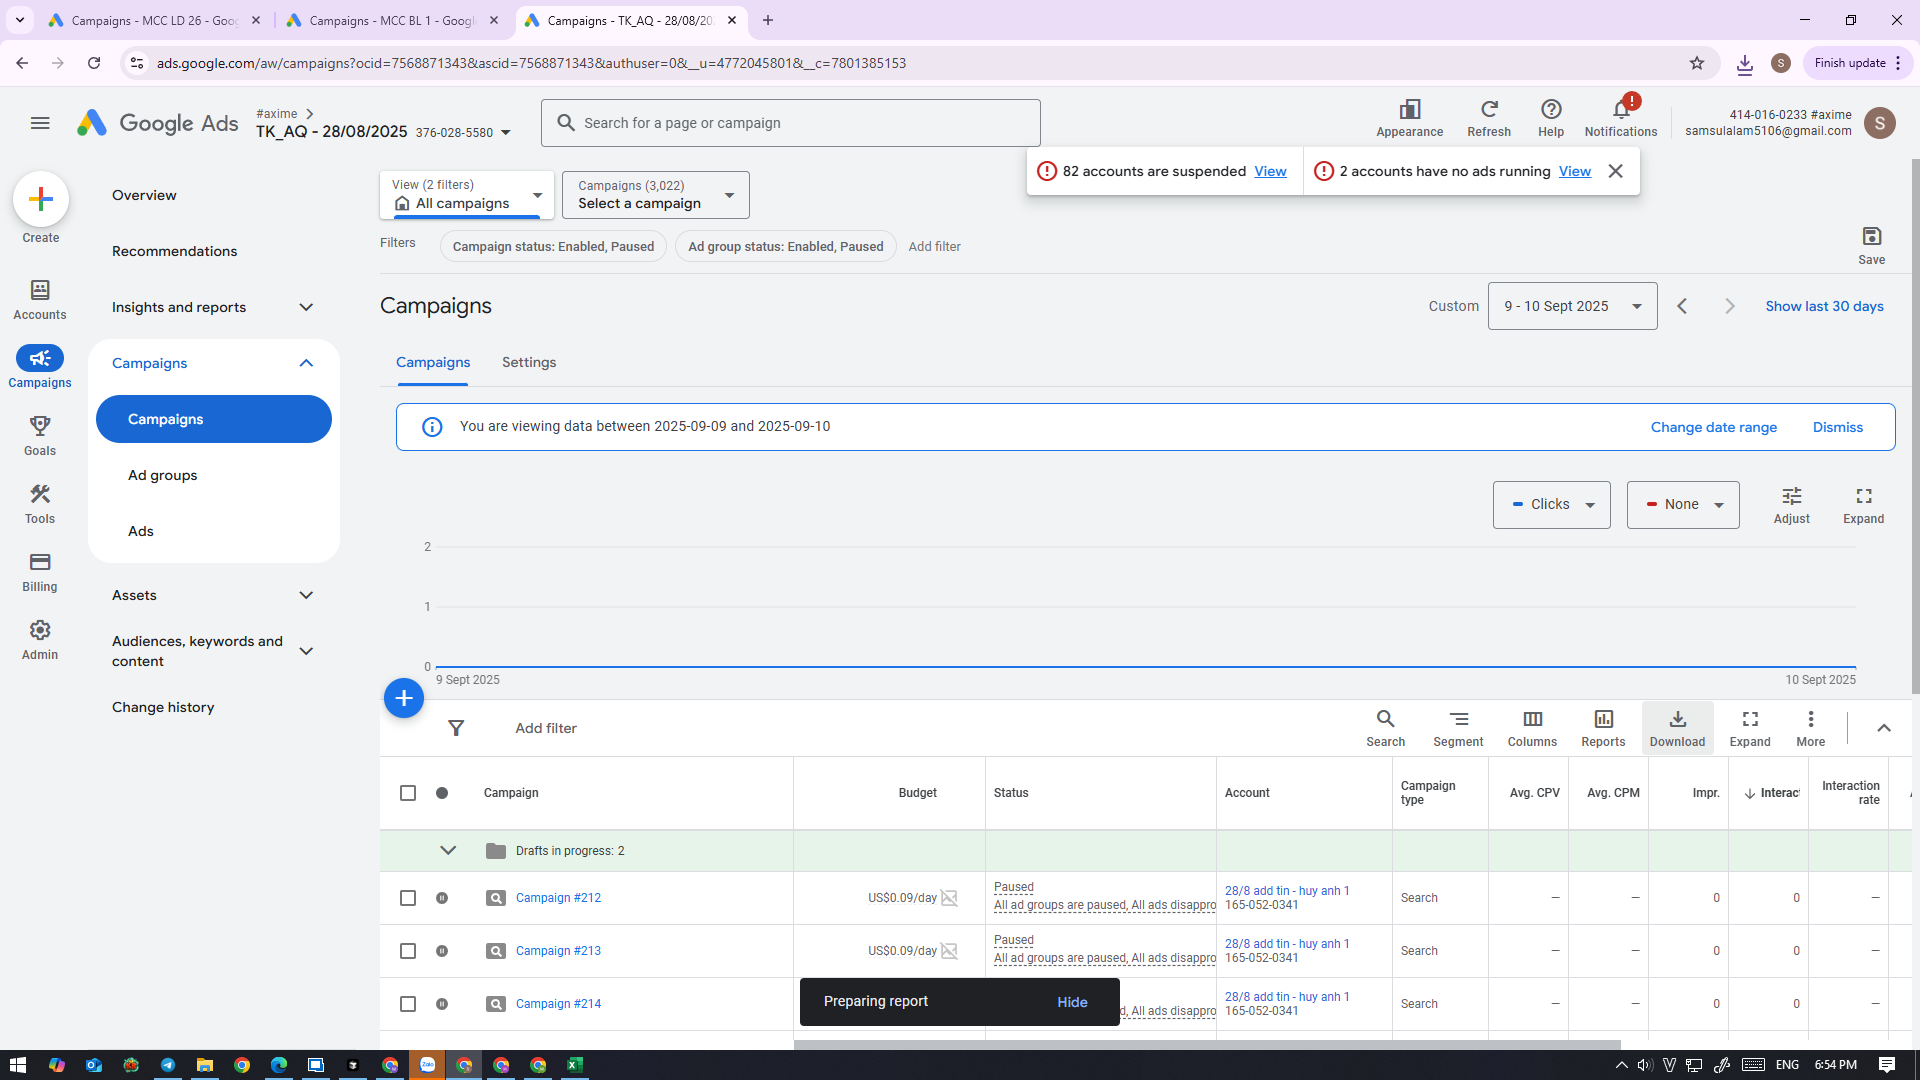 Campaigns - MCC LD 26 - Goog
Campaigns - MCC BL 1 - Google
Campaigns - TK_AQ - 28/08/202
ads.google.com/aw/campaigns?ocid=7568871343&ascid=7568871343&authuser=0&__u=4772045801&__c=7801385153
S
Finish update
Google Ads
#axime
TK_AQ - 28/08/2025 376-028-5580
Search for a page or campaign
Appearance
Refresh
Help
Notifications
414-016-0233 #axime
samsulalam5106@gmail.com
S
82 accounts are suspended View
2 accounts have no ads running View
Create
Accounts
Campaigns
Goals
Tools
Billing
Admin
Overview
Recommendations
Insights and reports
Campaigns
Campaigns
Ad groups
Ads
Assets
Audiences, keywords and
content
Change history
View (2 filters)
All campaigns
Campaigns (3,022)
Select a campaign
Filters
Campaign status: Enabled, Paused
Ad group status: Enabled, Paused
Add filter
Save
Campaigns
Custom
9 - 10 Sept 2025
Show last 30 days
Campaigns
Settings
You are viewing data between 2025-09-09 and 2025-09-10
Change date range
Dismiss
Clicks
None
Adjust
Expand
2
1
0
9 Sept 2025
10 Sept 2025
Add filter
Search
Segment
Columns
Reports
Download
Expand
More
Campaign
Budget
Status
Account
Campaign
type
Avg. CPV
Avg. CPM
Impr.
Interac
Interaction
rate
Drafts in progress: 2
Campaign #212
US$0.09/day
Paused
All ad groups are paused, All ads disappro
28/8 add tin - huy anh 1
165-052-0341
Search
—
—
0
0
—
Campaign #213
US$0.09/day
Paused
All ad groups are paused, All ads disappro
28/8 add tin - huy anh 1
165-052-0341
Search
—
—
0
0
—
Campaign #214
d, All ads disappro
28/8 add tin - huy anh 1
165-052-0341
Search
—
—
0
0
—
Preparing report
Hide
Zalo
ENG
6:54 PM